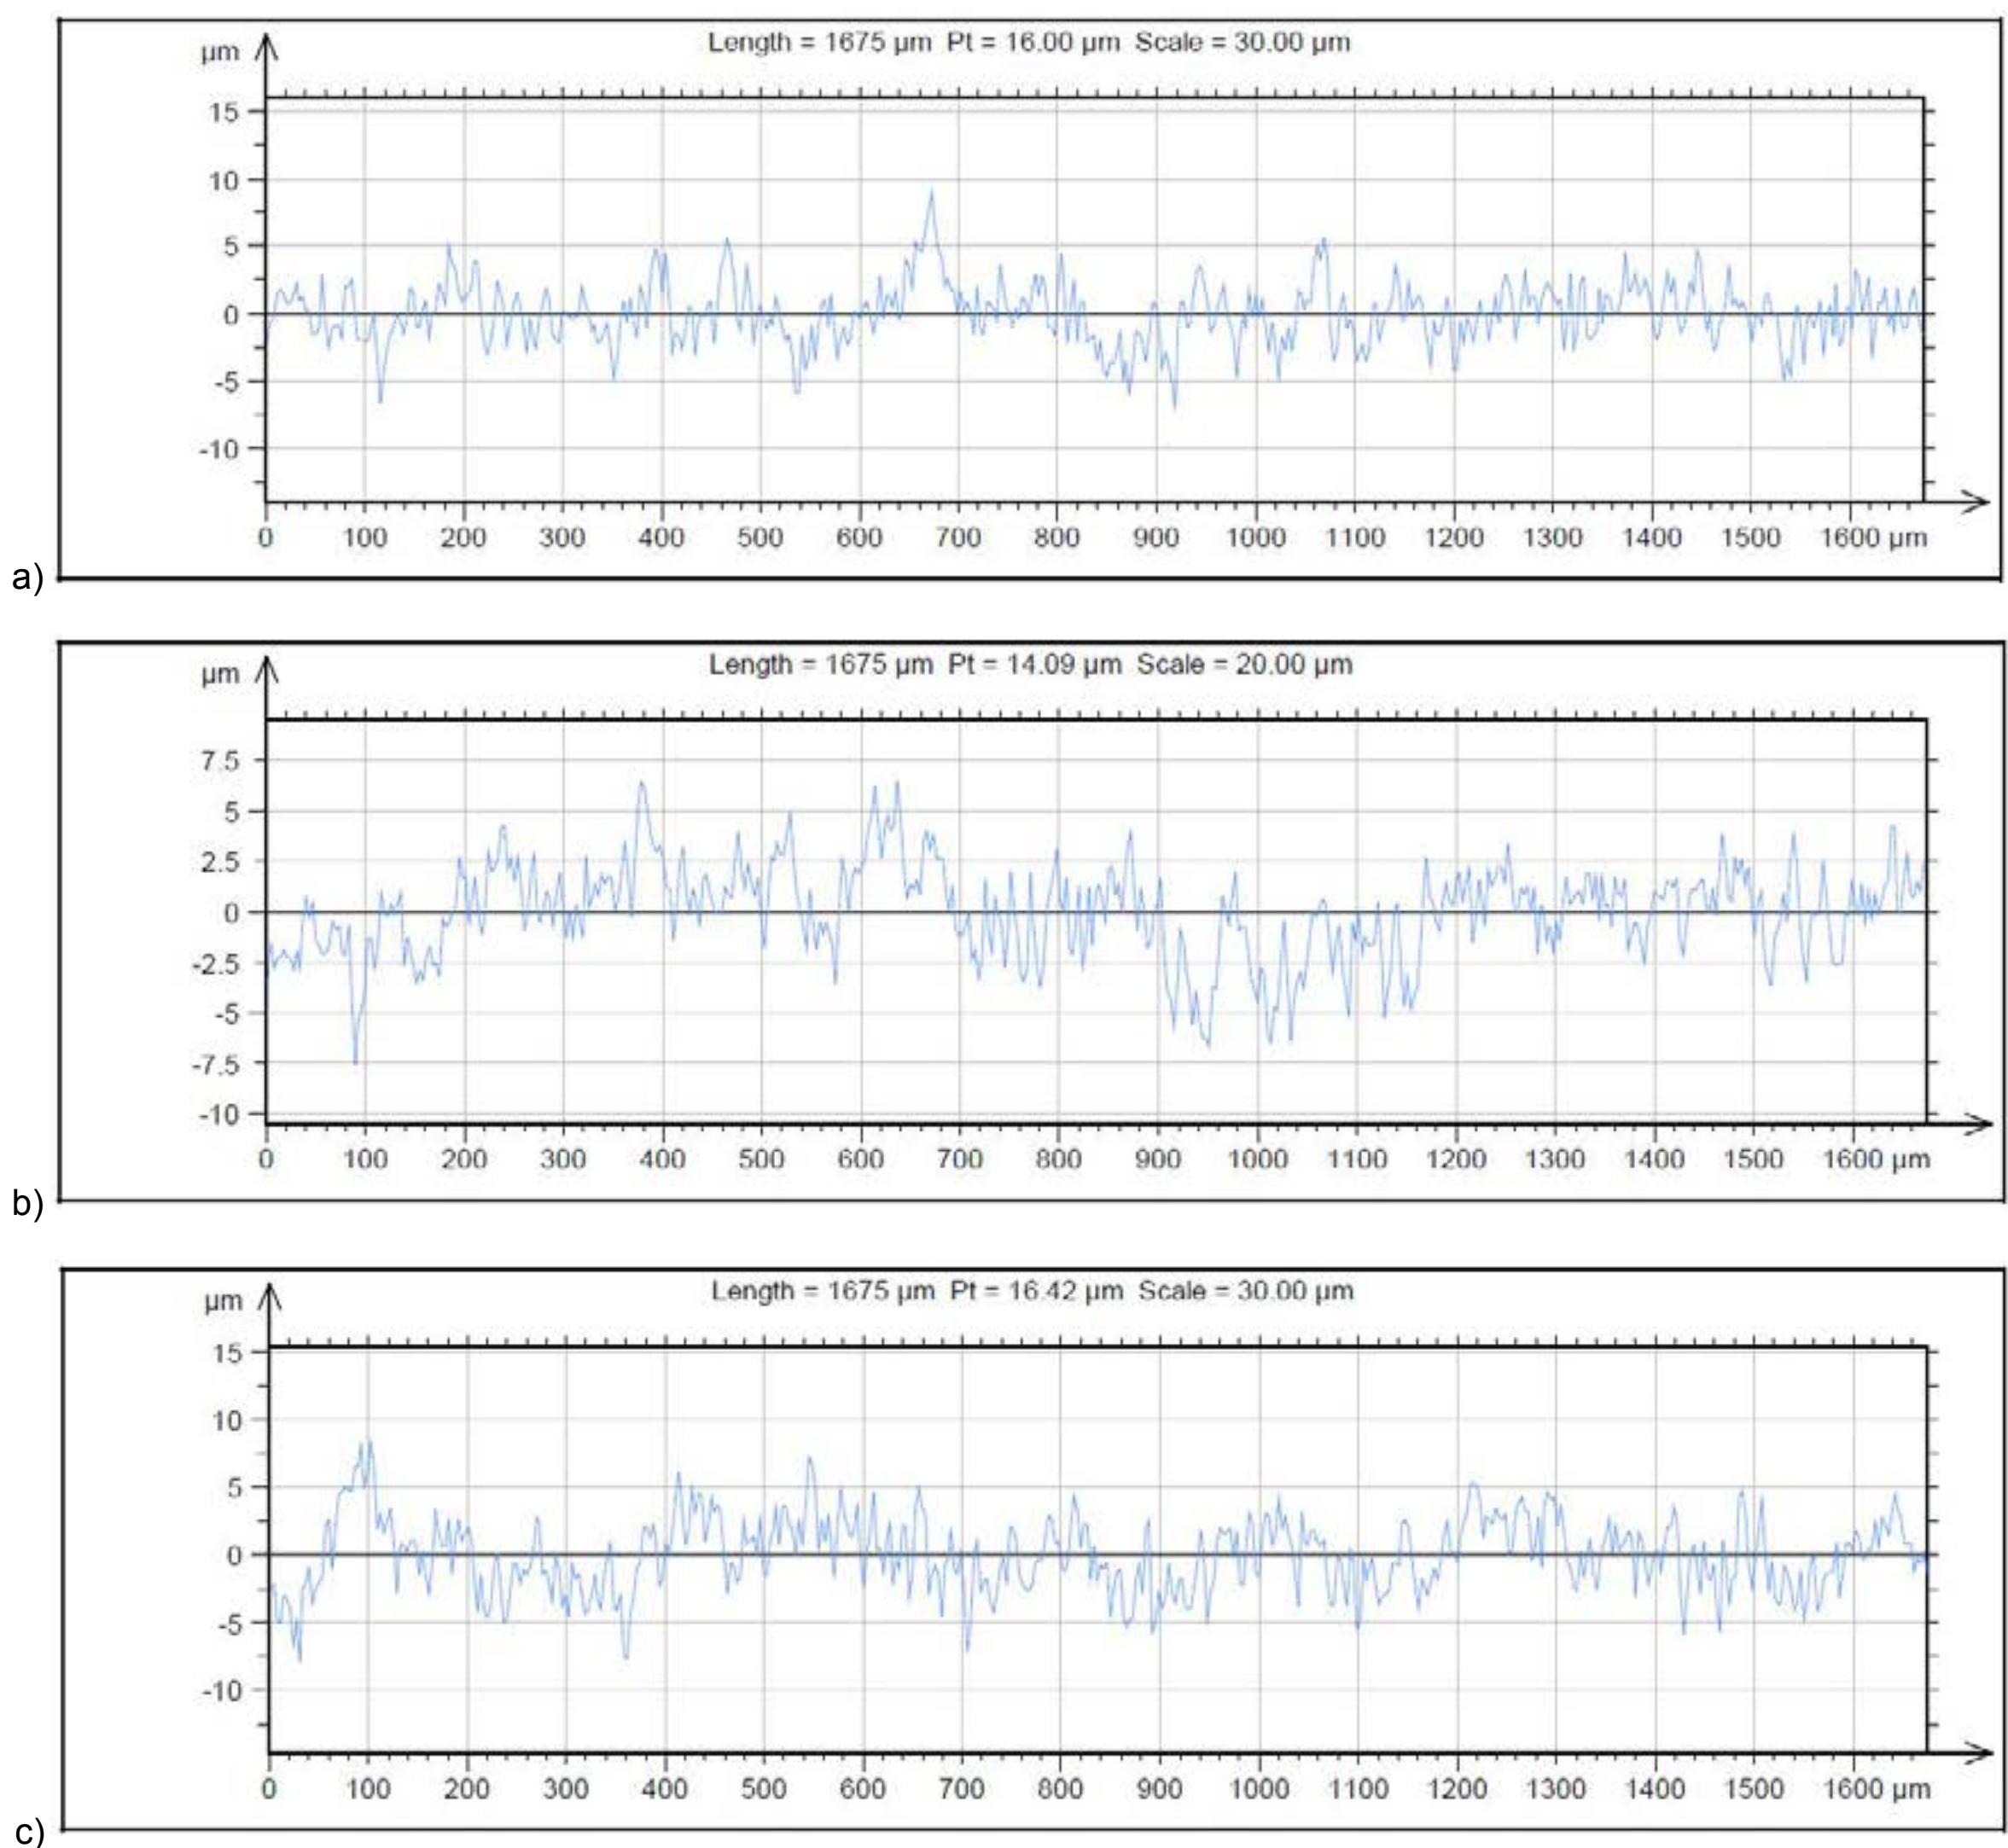 Length = 1675 µm Pt = 16.00 µm Scale = 30.00 µm
µm
15
10
5
0
-5
-10
0 100 200 300 400 500 600 700 800 900 1000 1100 1200 1300 1400 1500 1600 µm
a)
Length = 1675 µm Pt = 14.09 µm Scale = 20.00 µm
µm
7.5
5
2.5
0
-2.5
-5
-7.5
-10
0 100 200 300 400 500 600 700 800 900 1000 1100 1200 1300 1400 1500 1600 µm
b)
Length = 1675 µm Pt = 16.42 µm Scale = 30.00 µm
µm
15
10
5
0
-5
-10
0 100 200 300 400 500 600 700 800 900 1000 1100 1200 1300 1400 1500 1600 µm
c)